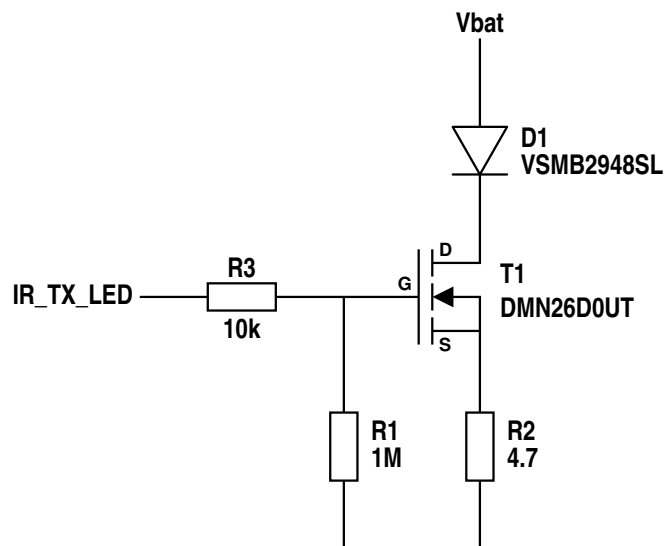 Vbat
D1
VSMB2948SL
D
R3
T1
G
IR_TX_LED
DMN26D0UT
10k
S
R1
1M
R2
4.7